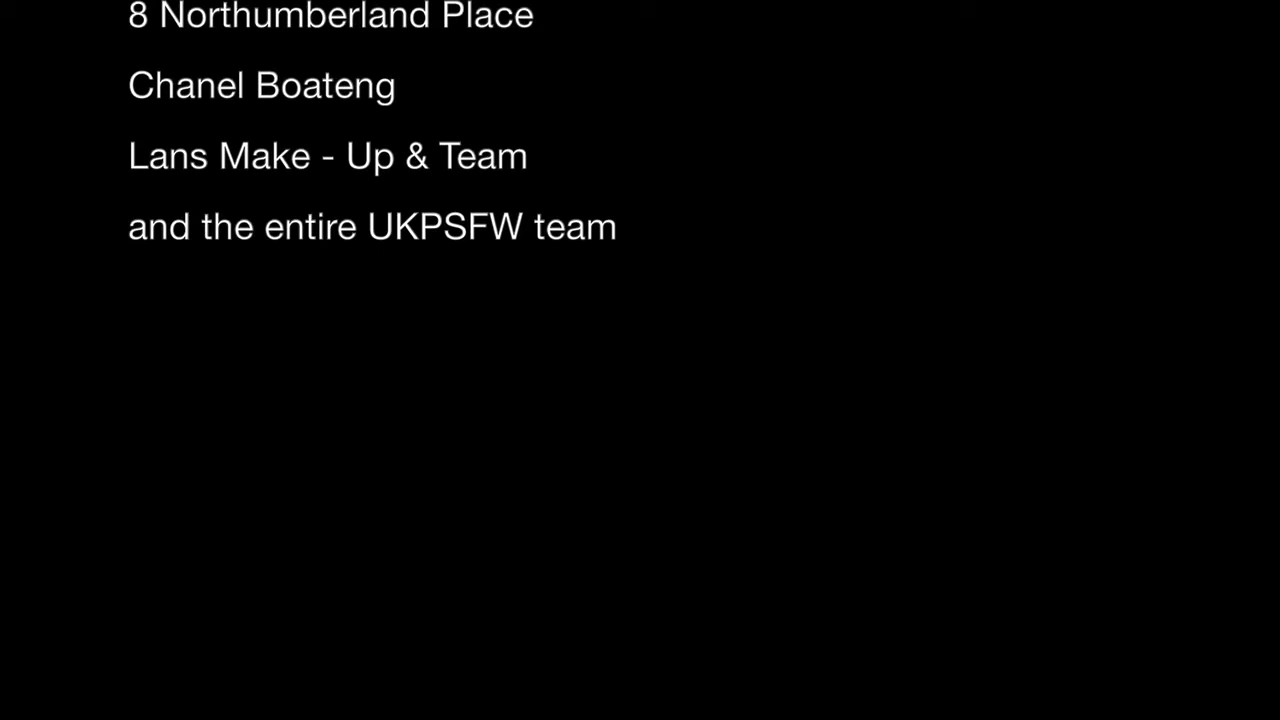 8 Northumberland Place
Chanel Boateng
Lans Make - Up & Team
and the entire UKPSFW team